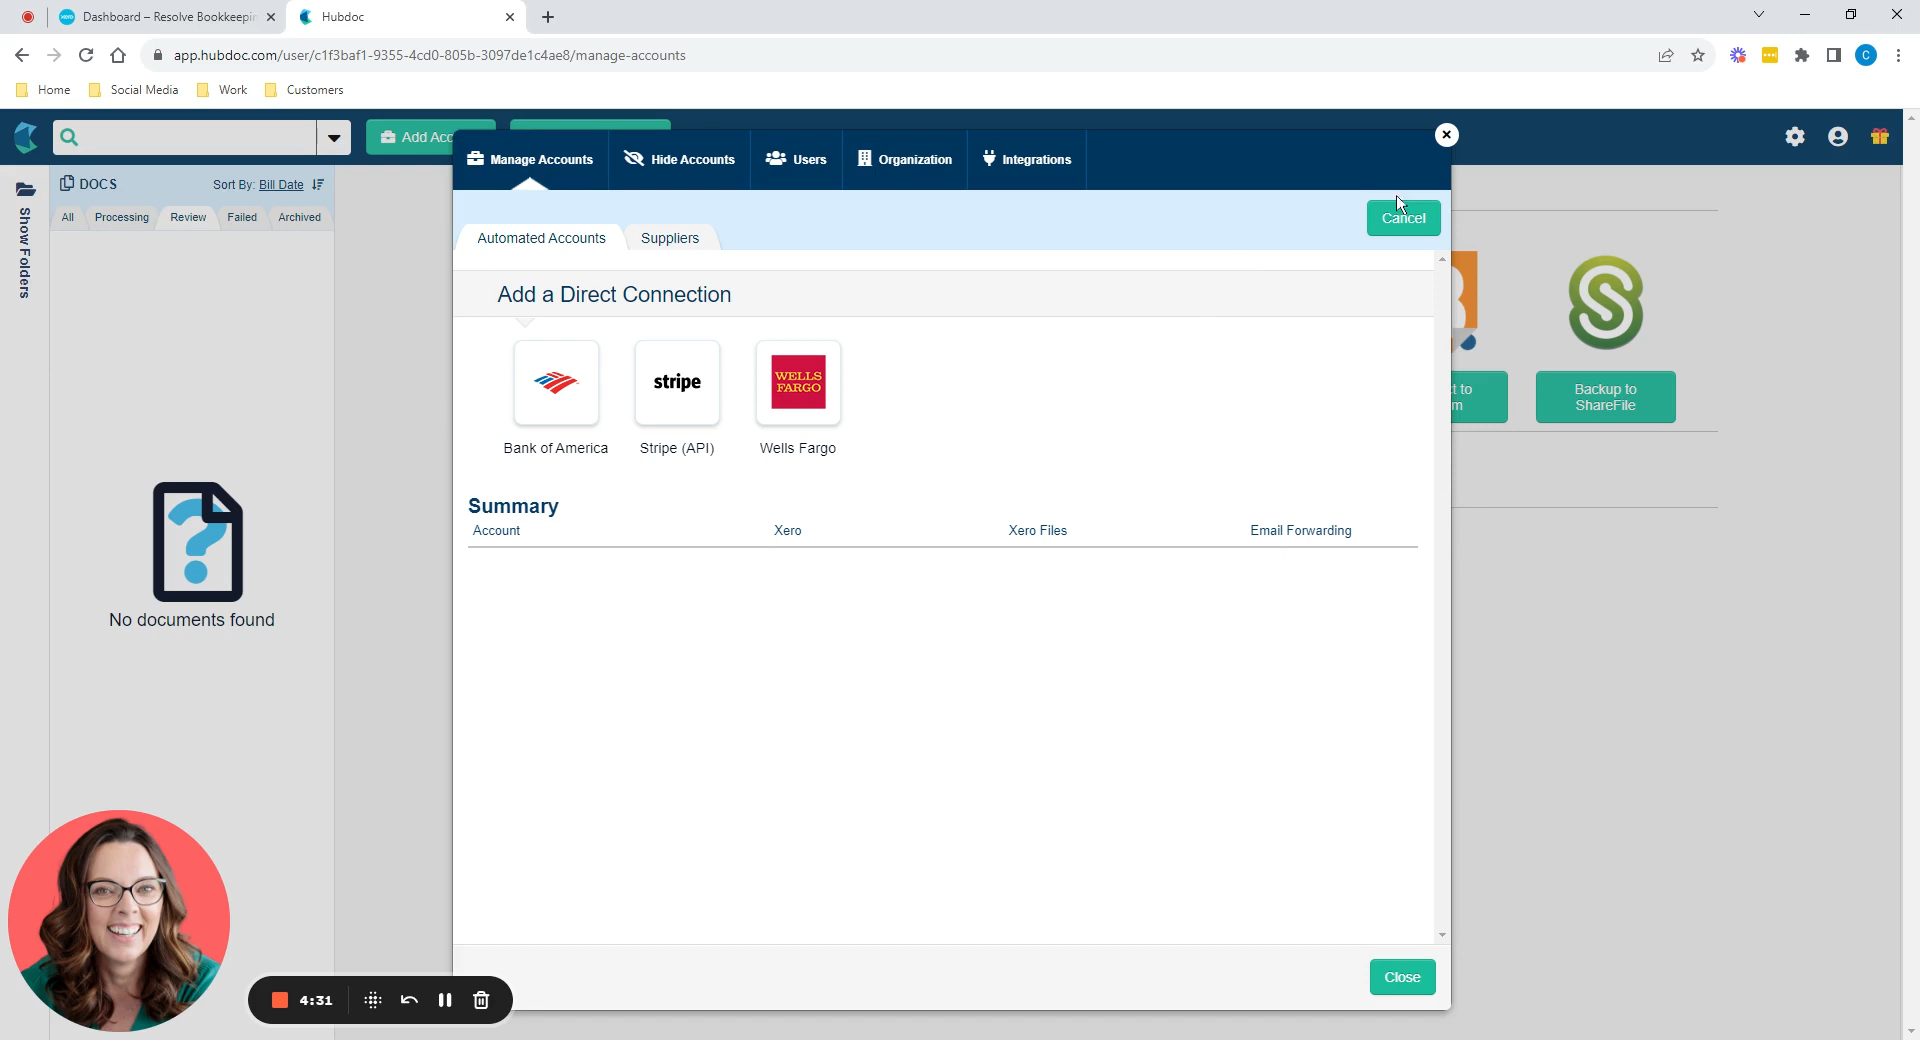 Dashboard – Resolve Bookkeepin
Hubdoc
app.hubdoc.com/user/c1f3baf1-9355-4cd0-805b-3097de1c4ae8/manage-accounts
C
Home
Social Media
Work
Customers
Add Acc
Manage Accounts
Hide Accounts
Users
Organization
Integrations
DOCS
Sort By: Bill Date
All
Processing
Review
Failed
Archived
Show Folders
Cancel
Automated Accounts
Suppliers
Add a Direct Connection
stripe
WELLS
FARGO
Bank of America
Stripe (API)
Wells Fargo
Backup to
ShareFile
Summary
Account
Xero
Xero Files
Email Forwarding
No documents found
Close
4:31